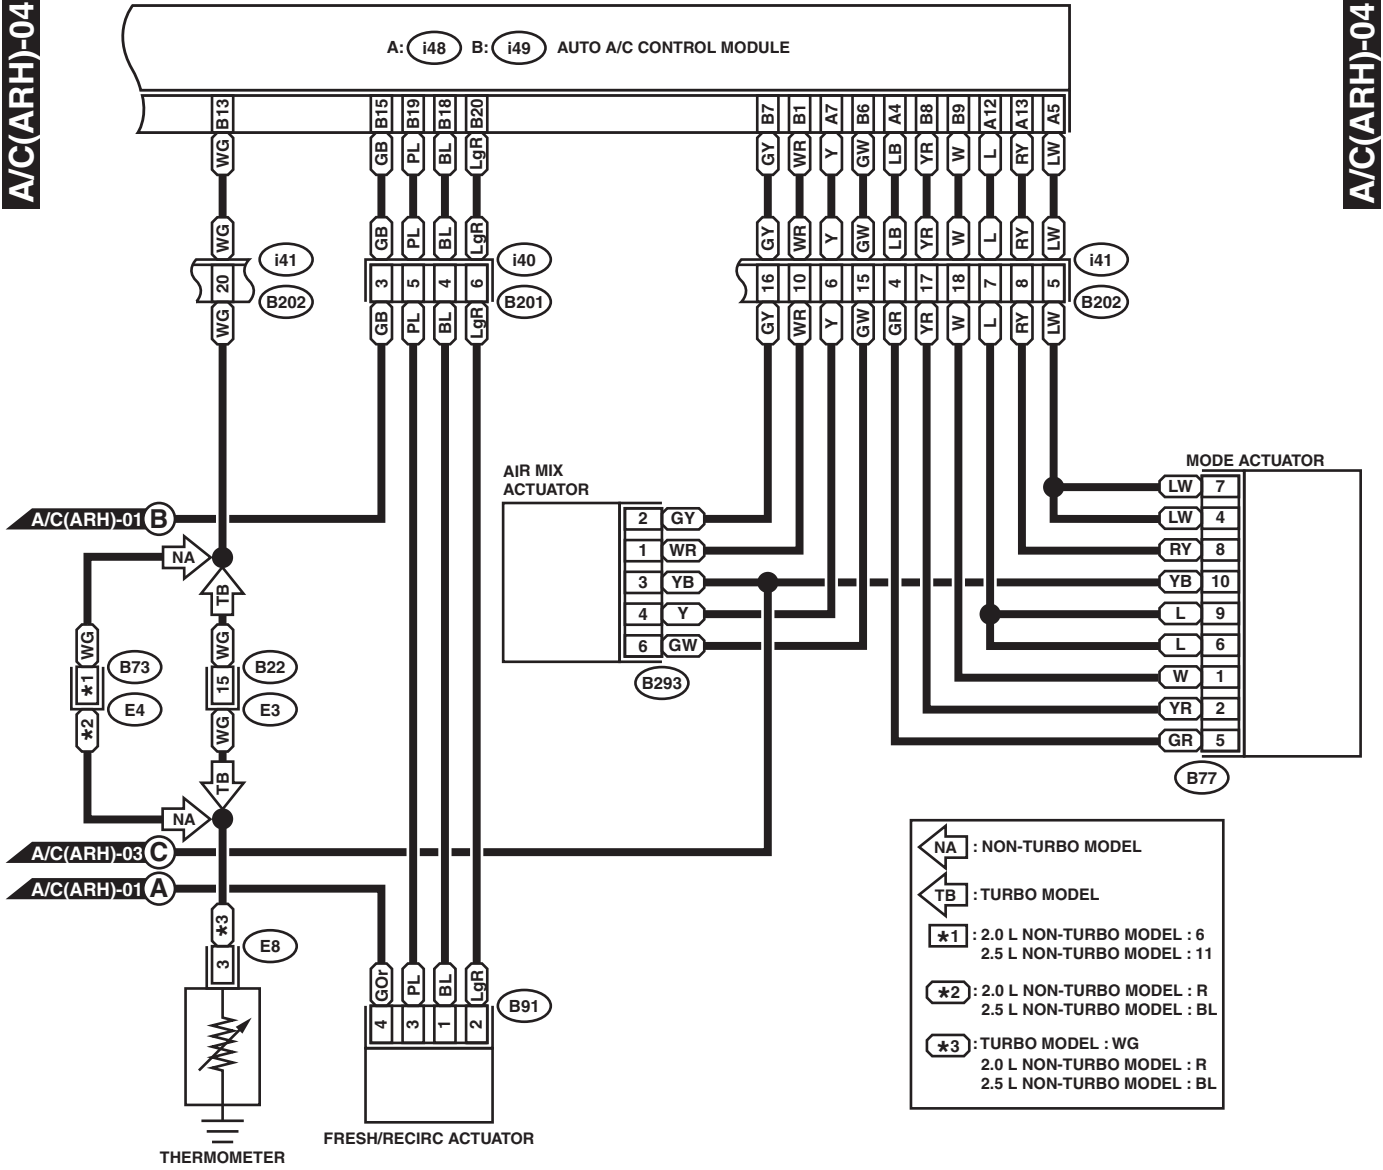 A/C(ARH)-04
A/C(ARH)-04
A: i48 B: i49 AUTO A/C CONTROL MODULE
B13 B15 B19 B18 B20 B7 B1 A7 B6 A4 B8 B9 A12 A13 A5
WG GB PL BL LgR GY WR Y GW LB YR W L RY LW
WG GB PL BL LgR GY WR Y GW LB YR W L RY LW
i41 i40 i41
20 3 5 4 6 16 10 6 15 4 17 18 7 8 5
B202 B201 B202
WG GB PL BL LgR GY WR Y GW GR YR W L RY LW
MODE ACTUATOR
AIR MIX
ACTUATOR
LW 7
A/C(ARH)-01 B
2 GY
LW 4
NA
1 WR
RY 8
TB
3 YB
YB 10
4 Y
L 9
WG WG
6 GW
L 6
B73 B22
*1 15
B293
W 1
E4 E3
*2 WG
YR 2
GR 5
TB
B77
NA
A/C(ARH)-03 C
A/C(ARH)-01 A
*3
E8
3
GOr PL BL LgR
B91
4 3 1 2
FRESH/RECIRC ACTUATOR
THERMOMETER
NA : NON-TURBO MODEL
TB : TURBO MODEL
*1 : 2.0 L NON-TURBO MODEL : 6
2.5 L NON-TURBO MODEL : 11
*2 : 2.0 L NON-TURBO MODEL : R
2.5 L NON-TURBO MODEL : BL
*3 : TURBO MODEL : WG
2.0 L NON-TURBO MODEL : R
2.5 L NON-TURBO MODEL : BL